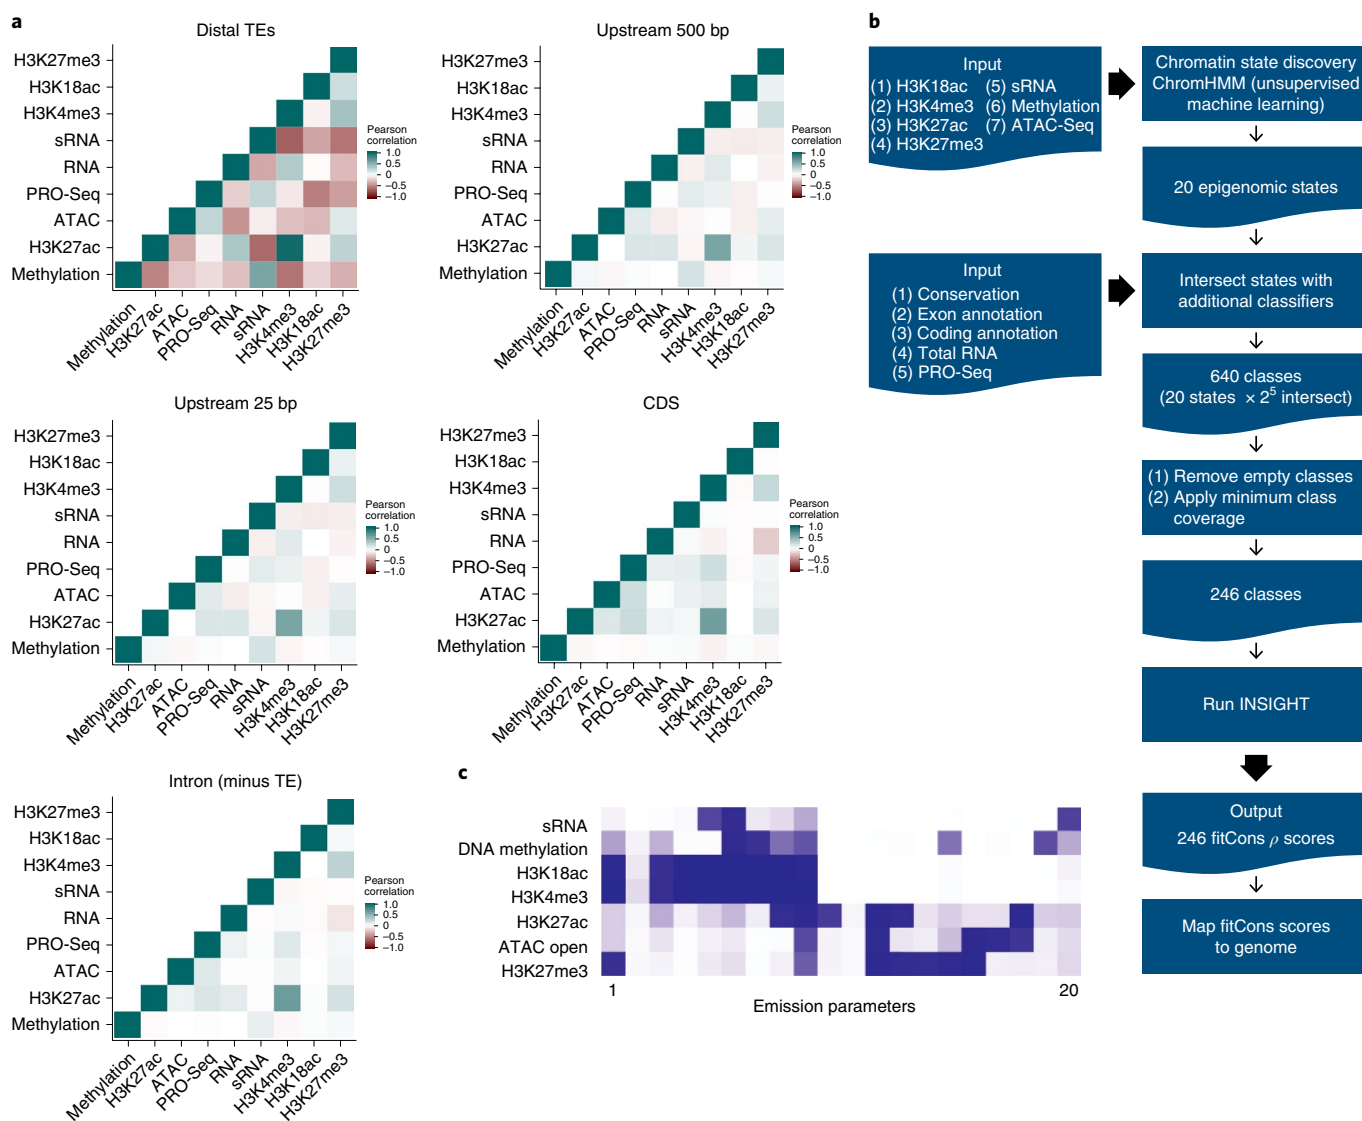 a
Distal TEs
H3K27me3
H3K18ac
H3K4me3
sRNA
RNA
PRO-Seq
ATAC
H3K27ac
Methylation
Methylation
H3K27ac
ATAC
PRO-Seq
RNA
sRNA
H3K4me3
H3K18ac
H3K27me3
Pearson
correlation
1.0
0.5
0
−0.5
−1.0
Upstream 500 bp
H3K27me3
H3K18ac
H3K4me3
sRNA
RNA
PRO-Seq
ATAC
H3K27ac
Methylation
Methylation
H3K27ac
ATAC
PRO-Seq
RNA
sRNA
H3K4me3
H3K18ac
H3K27me3
Pearson
correlation
1.0
0.5
0
−0.5
−1.0
Upstream 25 bp
H3K27me3
H3K18ac
H3K4me3
sRNA
RNA
PRO-Seq
ATAC
H3K27ac
Methylation
Methylation
H3K27ac
ATAC
PRO-Seq
RNA
sRNA
H3K4me3
H3K18ac
H3K27me3
Pearson
correlation
1.0
0.5
0
−0.5
−1.0
CDS
H3K27me3
H3K18ac
H3K4me3
sRNA
RNA
PRO-Seq
ATAC
H3K27ac
Methylation
Methylation
H3K27ac
ATAC
PRO-Seq
RNA
sRNA
H3K4me3
H3K18ac
H3K27me3
Pearson
correlation
1.0
0.5
0
−0.5
−1.0
Intron (minus TE)
H3K27me3
H3K18ac
H3K4me3
sRNA
RNA
PRO-Seq
ATAC
H3K27ac
Methylation
Methylation
H3K27ac
ATAC
PRO-Seq
RNA
sRNA
H3K4me3
H3K18ac
H3K27me3
Pearson
correlation
1.0
0.5
0
−0.5
−1.0
b
Input
(1) H3K18ac (5) sRNA
(2) H3K4me3 (6) Methylation
(3) H3K27ac (7) ATAC-Seq
(4) H3K27me3
Chromatin state discovery
ChromHMM (unsupervised
machine learning)
20 epigenomic states
Input
(1) Conservation
(2) Exon annotation
(3) Coding annotation
(4) Total RNA
(5) PRO-Seq
Intersect states with
additional classifiers
640 classes
(20 states × 2⁵ intersect)
(1) Remove empty classes
(2) Apply minimum class
coverage
246 classes
Run INSIGHT
Output
246 fitCons ρ scores
Map fitCons scores
to genome
c
sRNA
DNA methylation
H3K18ac
H3K4me3
H3K27ac
ATAC open
H3K27me3
1 20
Emission parameters